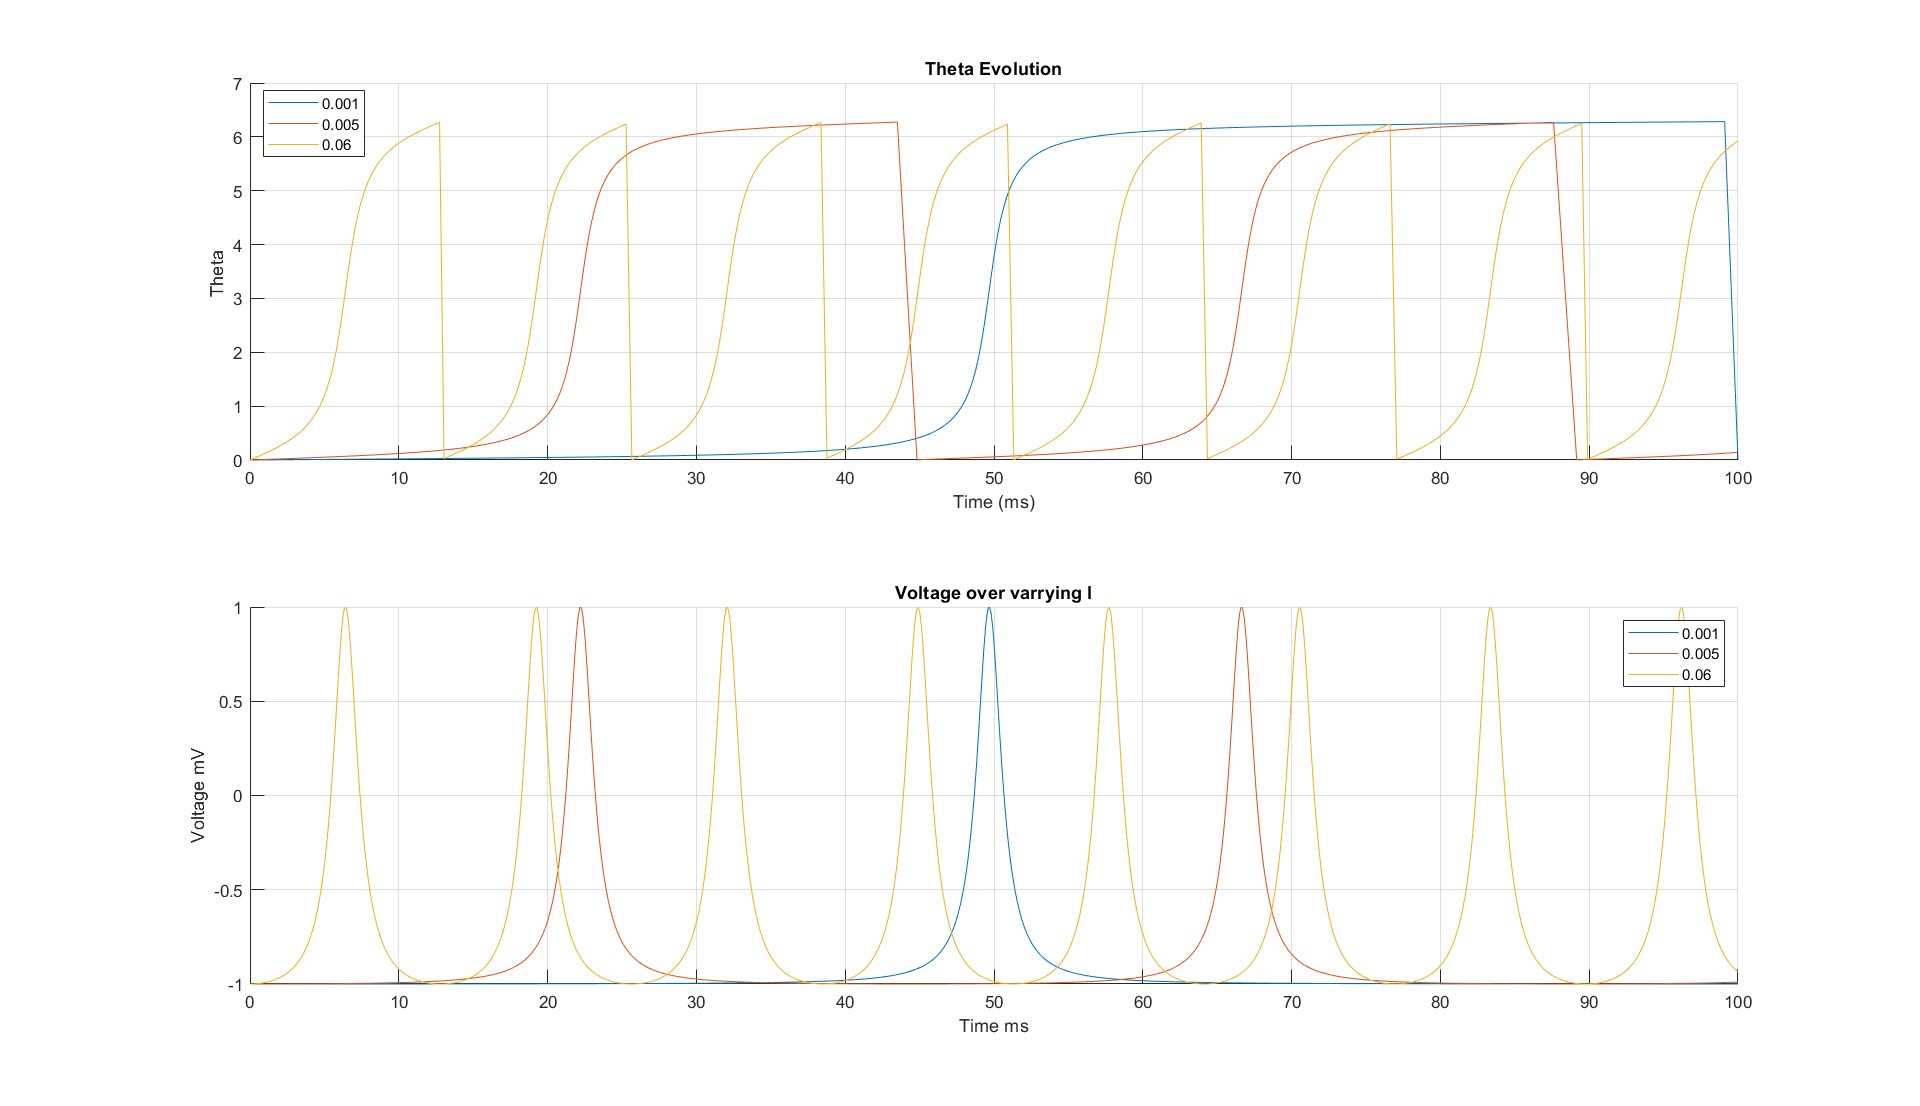 Theta Evolution
7
6
5
4
3
2
1
0
Theta
0.001
0.005
0.06
0 10 20 30 40 50 60 70 80 90 100
Time (ms)
Voltage over varrying I
1
0.5
0
-0.5
-1
Voltage mV
0.001
0.005
0.06
0 10 20 30 40 50 60 70 80 90 100
Time ms